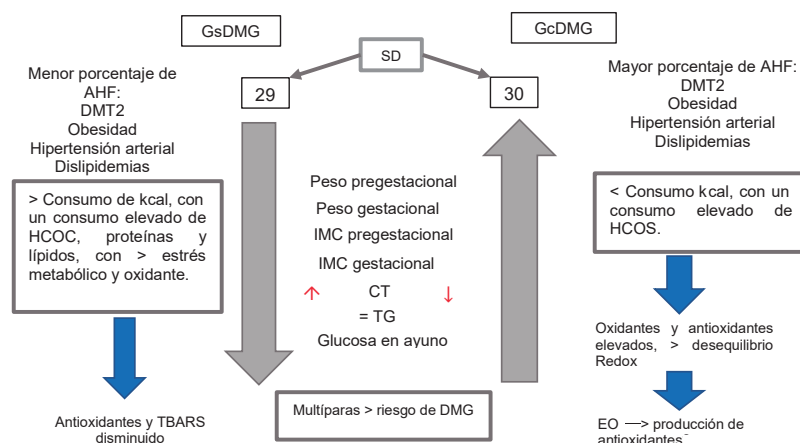 GsDMG
GcDMG
SD
29
30
Menor porcentaje de
AHF:
DMT2
Obesidad
Hipertensión arterial
Dislipidemias
> Consumo de kcal, con
un consumo elevado de
HCOC, proteínas y
lípidos, con > estrés
metabólico y oxidante.
Antioxidantes y TBARS
disminuido
Peso pregestacional
Peso gestacional
IMC pregestacional
IMC gestacional
↑ CT ↓
= TG
Glucosa en ayuno
Multíparas > riesgo de DMG
Mayor porcentaje de AHF:
DMT2
Obesidad
Hipertensión arterial
Dislipidemias
< Consumo kcal, con un
consumo elevado de
HCOS.
Oxidantes y antioxidantes
elevados, > desequilibrio
Redox
EO —> producción de
antioxidantes